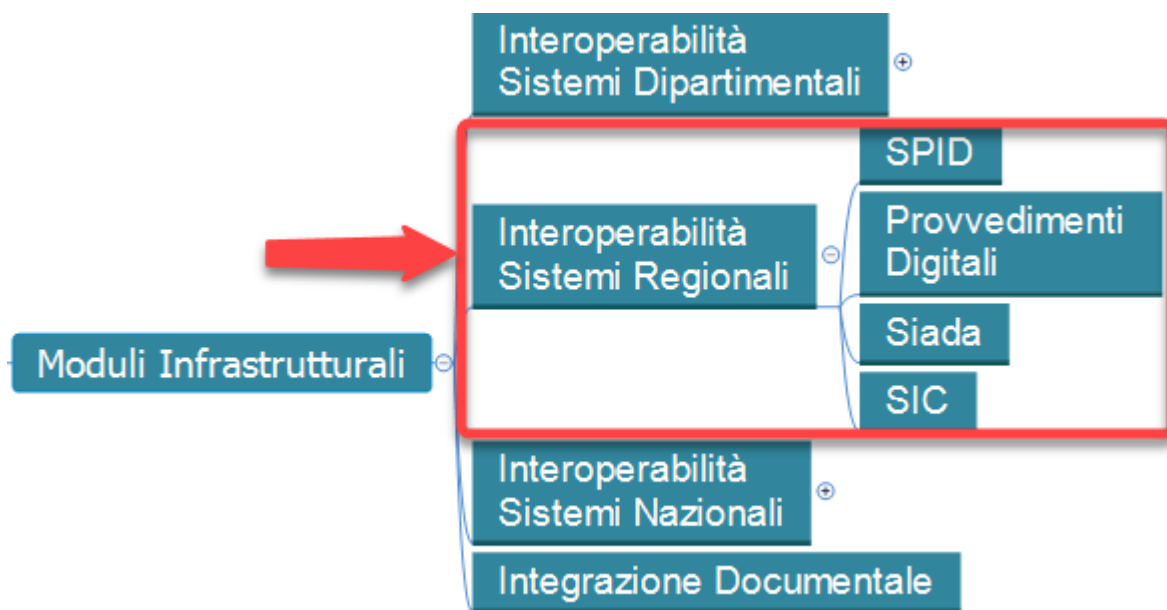 Interoperabilità
Sistemi Dipartimentali
SPID
Provvedimenti
Digitali
Interoperabilità
Sistemi Regionali
Siada
SIC
Moduli Infrastrutturali
Interoperabilità
Sistemi Nazionali
Integrazione Documentale